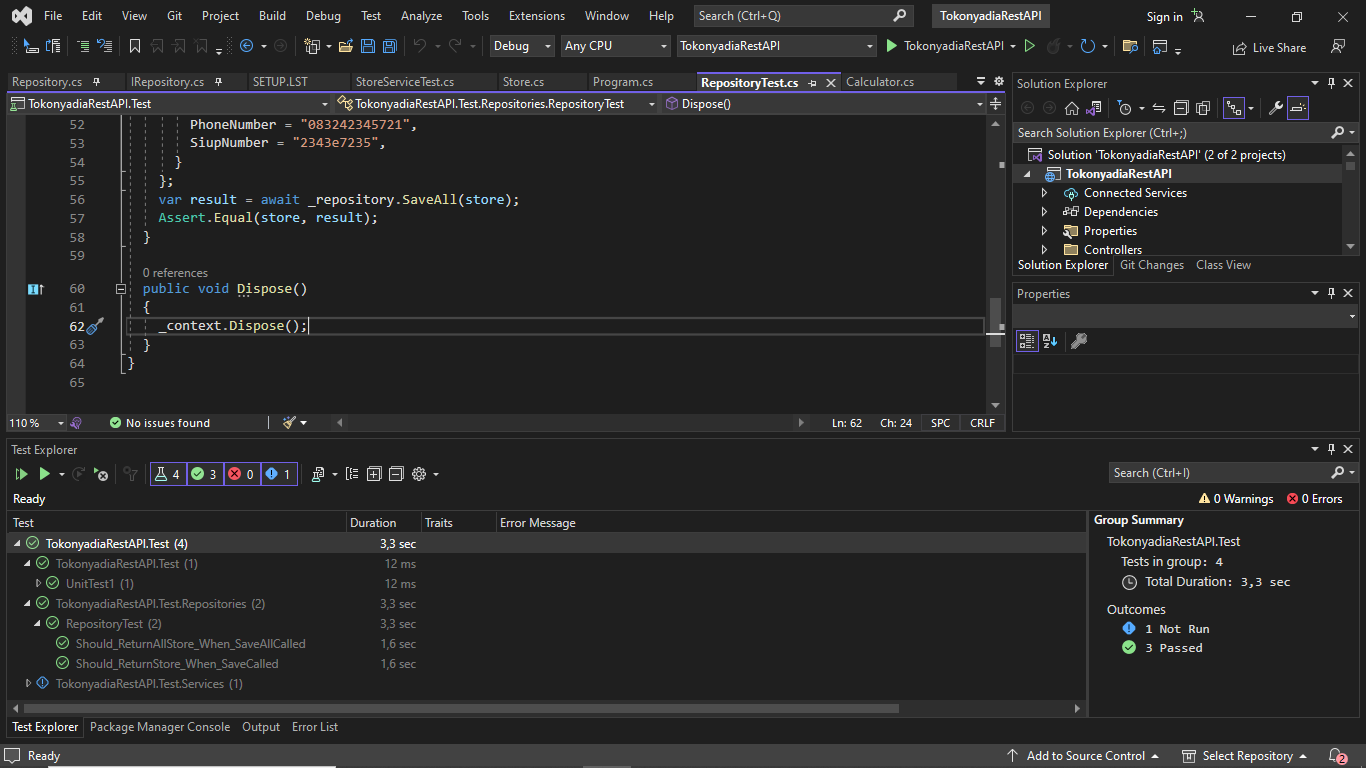 File Edit View Git Project Build Debug Test Analyze Tools Extensions Window Help Search (Ctrl+Q) TokonyadiaRestAPI Sign in
Debug Any CPU TokonyadiaRestAPI TokonyadiaRestAPI Live Share
Repository.cs IRepository.cs SETUP.LST StoreServiceTest.cs Store.cs Program.cs RepositoryTest.cs Calculator.cs
TokonyadiaRestAPI.Test TokonyadiaRestAPI.Test.Repositories.RepositoryTest Dispose()
52 PhoneNumber = "083242345721",
53 SiupNumber = "2343e7235",
54 }
55 };
56 var result = await _repository.SaveAll(store);
57 Assert.Equal(store, result);
58 }
59
0 references
60 public void Dispose()
61 {
62 _context.Dispose();
63 }
64 }
65
110 % No issues found Ln: 62 Ch: 24 SPC CRLF
Solution Explorer
Search Solution Explorer (Ctrl+;)
Solution 'TokonyadiaRestAPI' (2 of 2 projects)
TokonyadiaRestAPI
Connected Services
Dependencies
Properties
Controllers
Solution Explorer Git Changes Class View
Properties
Test Explorer
4 3 0 1 Search (Ctrl+I)
Ready 0 Warnings 0 Errors
Test Duration Traits Error Message
TokonyadiaRestAPI.Test (4) 3,3 sec
TokonyadiaRestAPI.Test (1) 12 ms
UnitTest1 (1) 12 ms
TokonyadiaRestAPI.Test.Repositories (2) 3,3 sec
RepositoryTest (2) 3,3 sec
Should_ReturnAllStore_When_SaveAllCalled 1,6 sec
Should_ReturnStore_When_SaveCalled 1,6 sec
TokonyadiaRestAPI.Test.Services (1)
Group Summary
TokonyadiaRestAPI.Test
Tests in group: 4
Total Duration: 3,3 sec
Outcomes
1 Not Run
3 Passed
Test Explorer Package Manager Console Output Error List
Ready Add to Source Control Select Repository 2